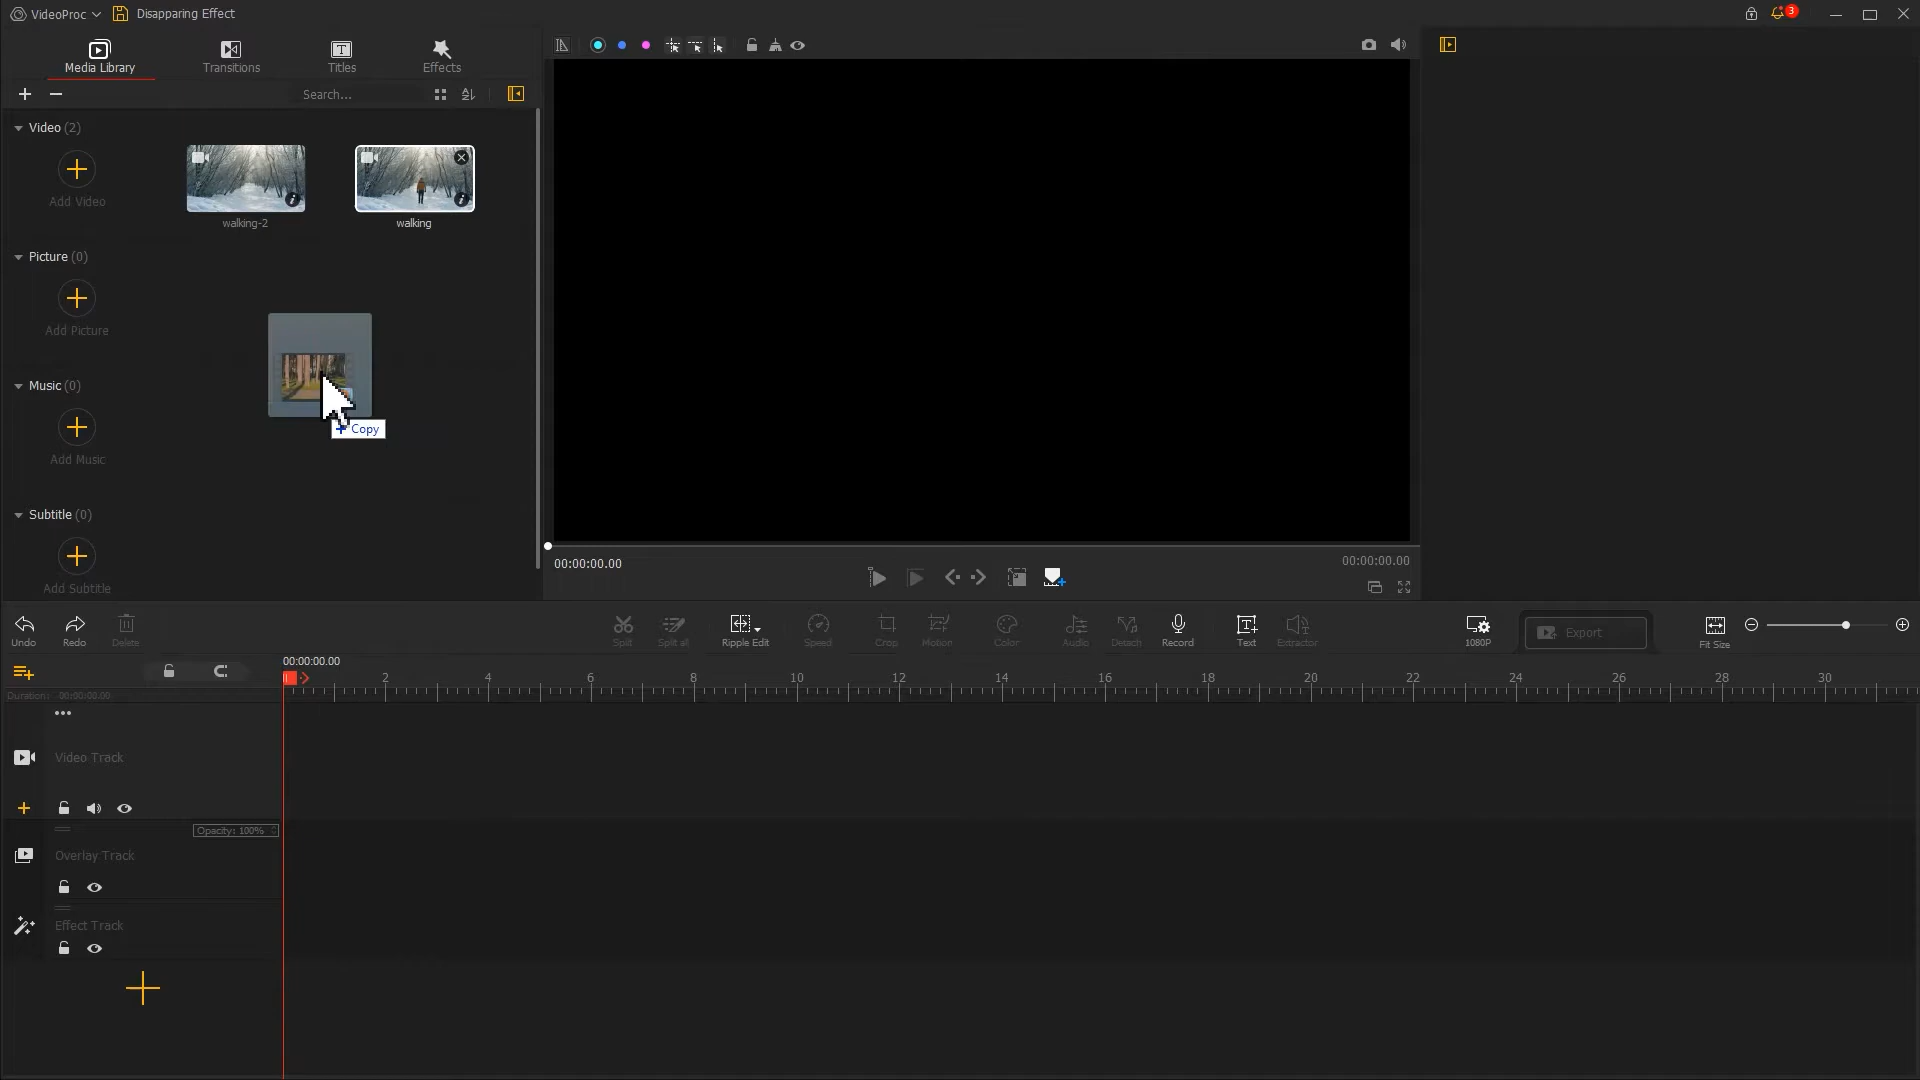 VideoProc
Disapparing Effect
3
Media Library
Transitions
Titles
Effects
Search...
Video (2)
Add Video
walking-2
walking
Picture (0)
Add Picture
Music (0)
Add Music
Copy
Subtitle (0)
Add Subtitle
00:00:00.00
00:00:00.00
Undo
Redo
Delete
Split
Split all
Ripple Edit
Speed
Crop
Motion
Color
Audio
Detach
Record
Text
Extractor
1080P
Export
Fit Size
00:00:00.00
2 4 6 8 10 12 14 16 18 20 22 24 26 28 30
Duration: 00:00:00.00
Video Track
Opacity: 100%
Overlay Track
Effect Track